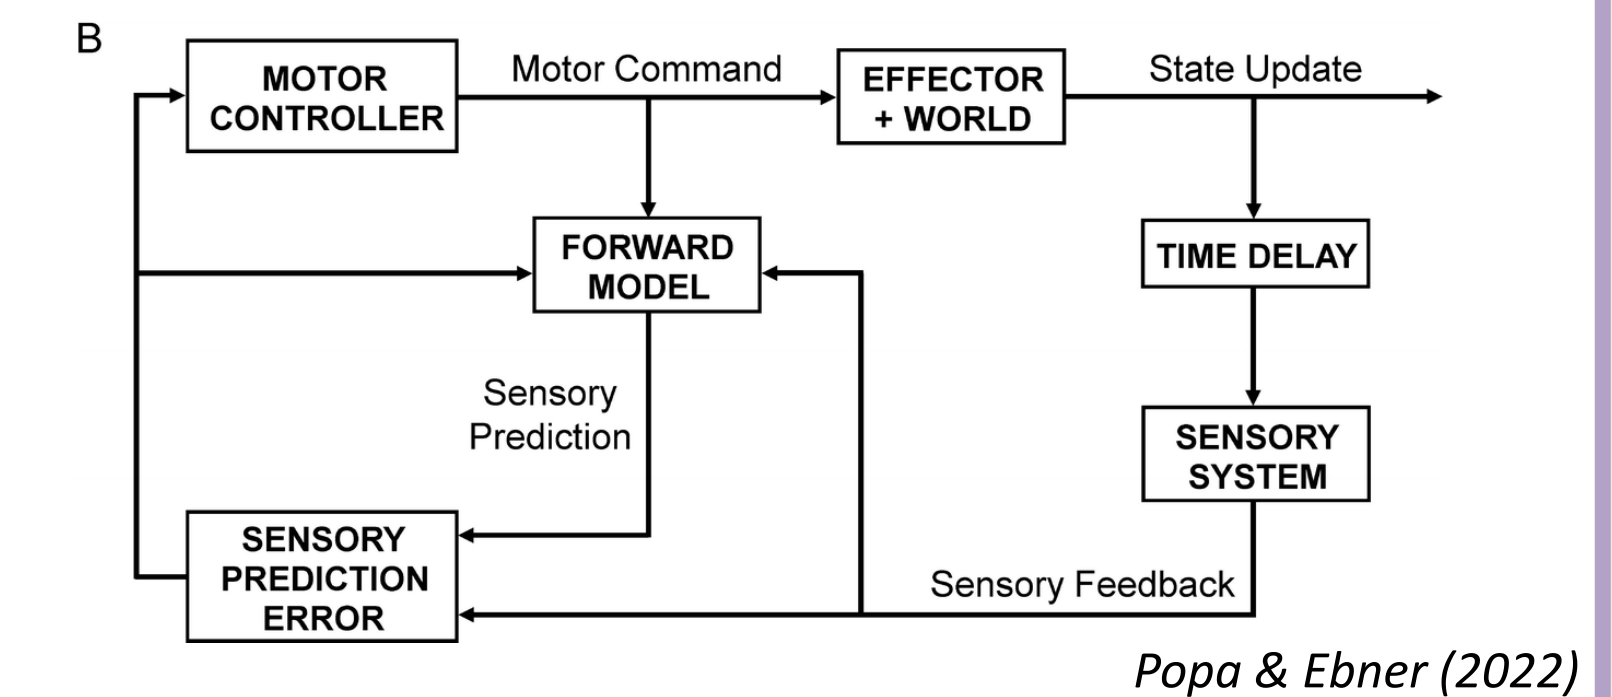 B
MOTOR
CONTROLLER
Motor Command
EFFECTOR
+ WORLD
State Update
FORWARD
MODEL
TIME DELAY
Sensory
Prediction
SENSORY
SYSTEM
SENSORY
PREDICTION
ERROR
Sensory Feedback
Popa & Ebner (2022)